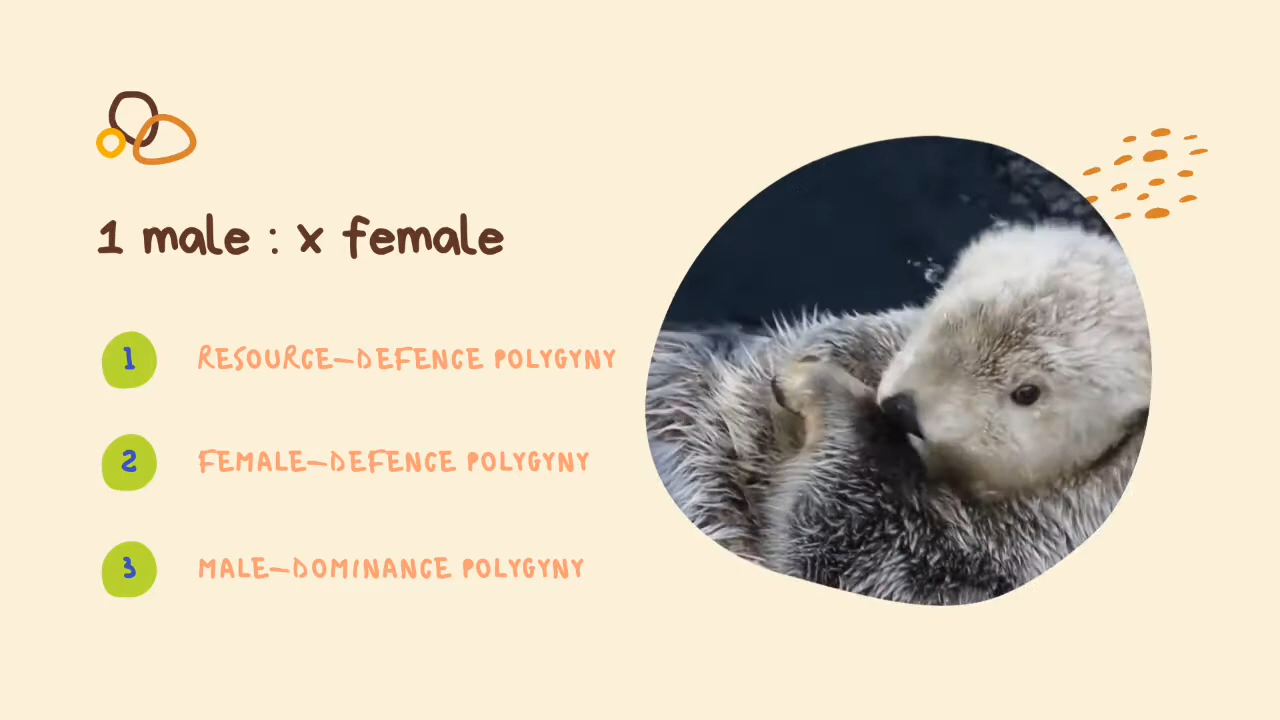 1 male : x female
1
RESOURCE-DEFENCE POLYGYNY
2
FEMALE-DEFENCE POLYGYNY
3
MALE-DOMINANCE POLYGYNY